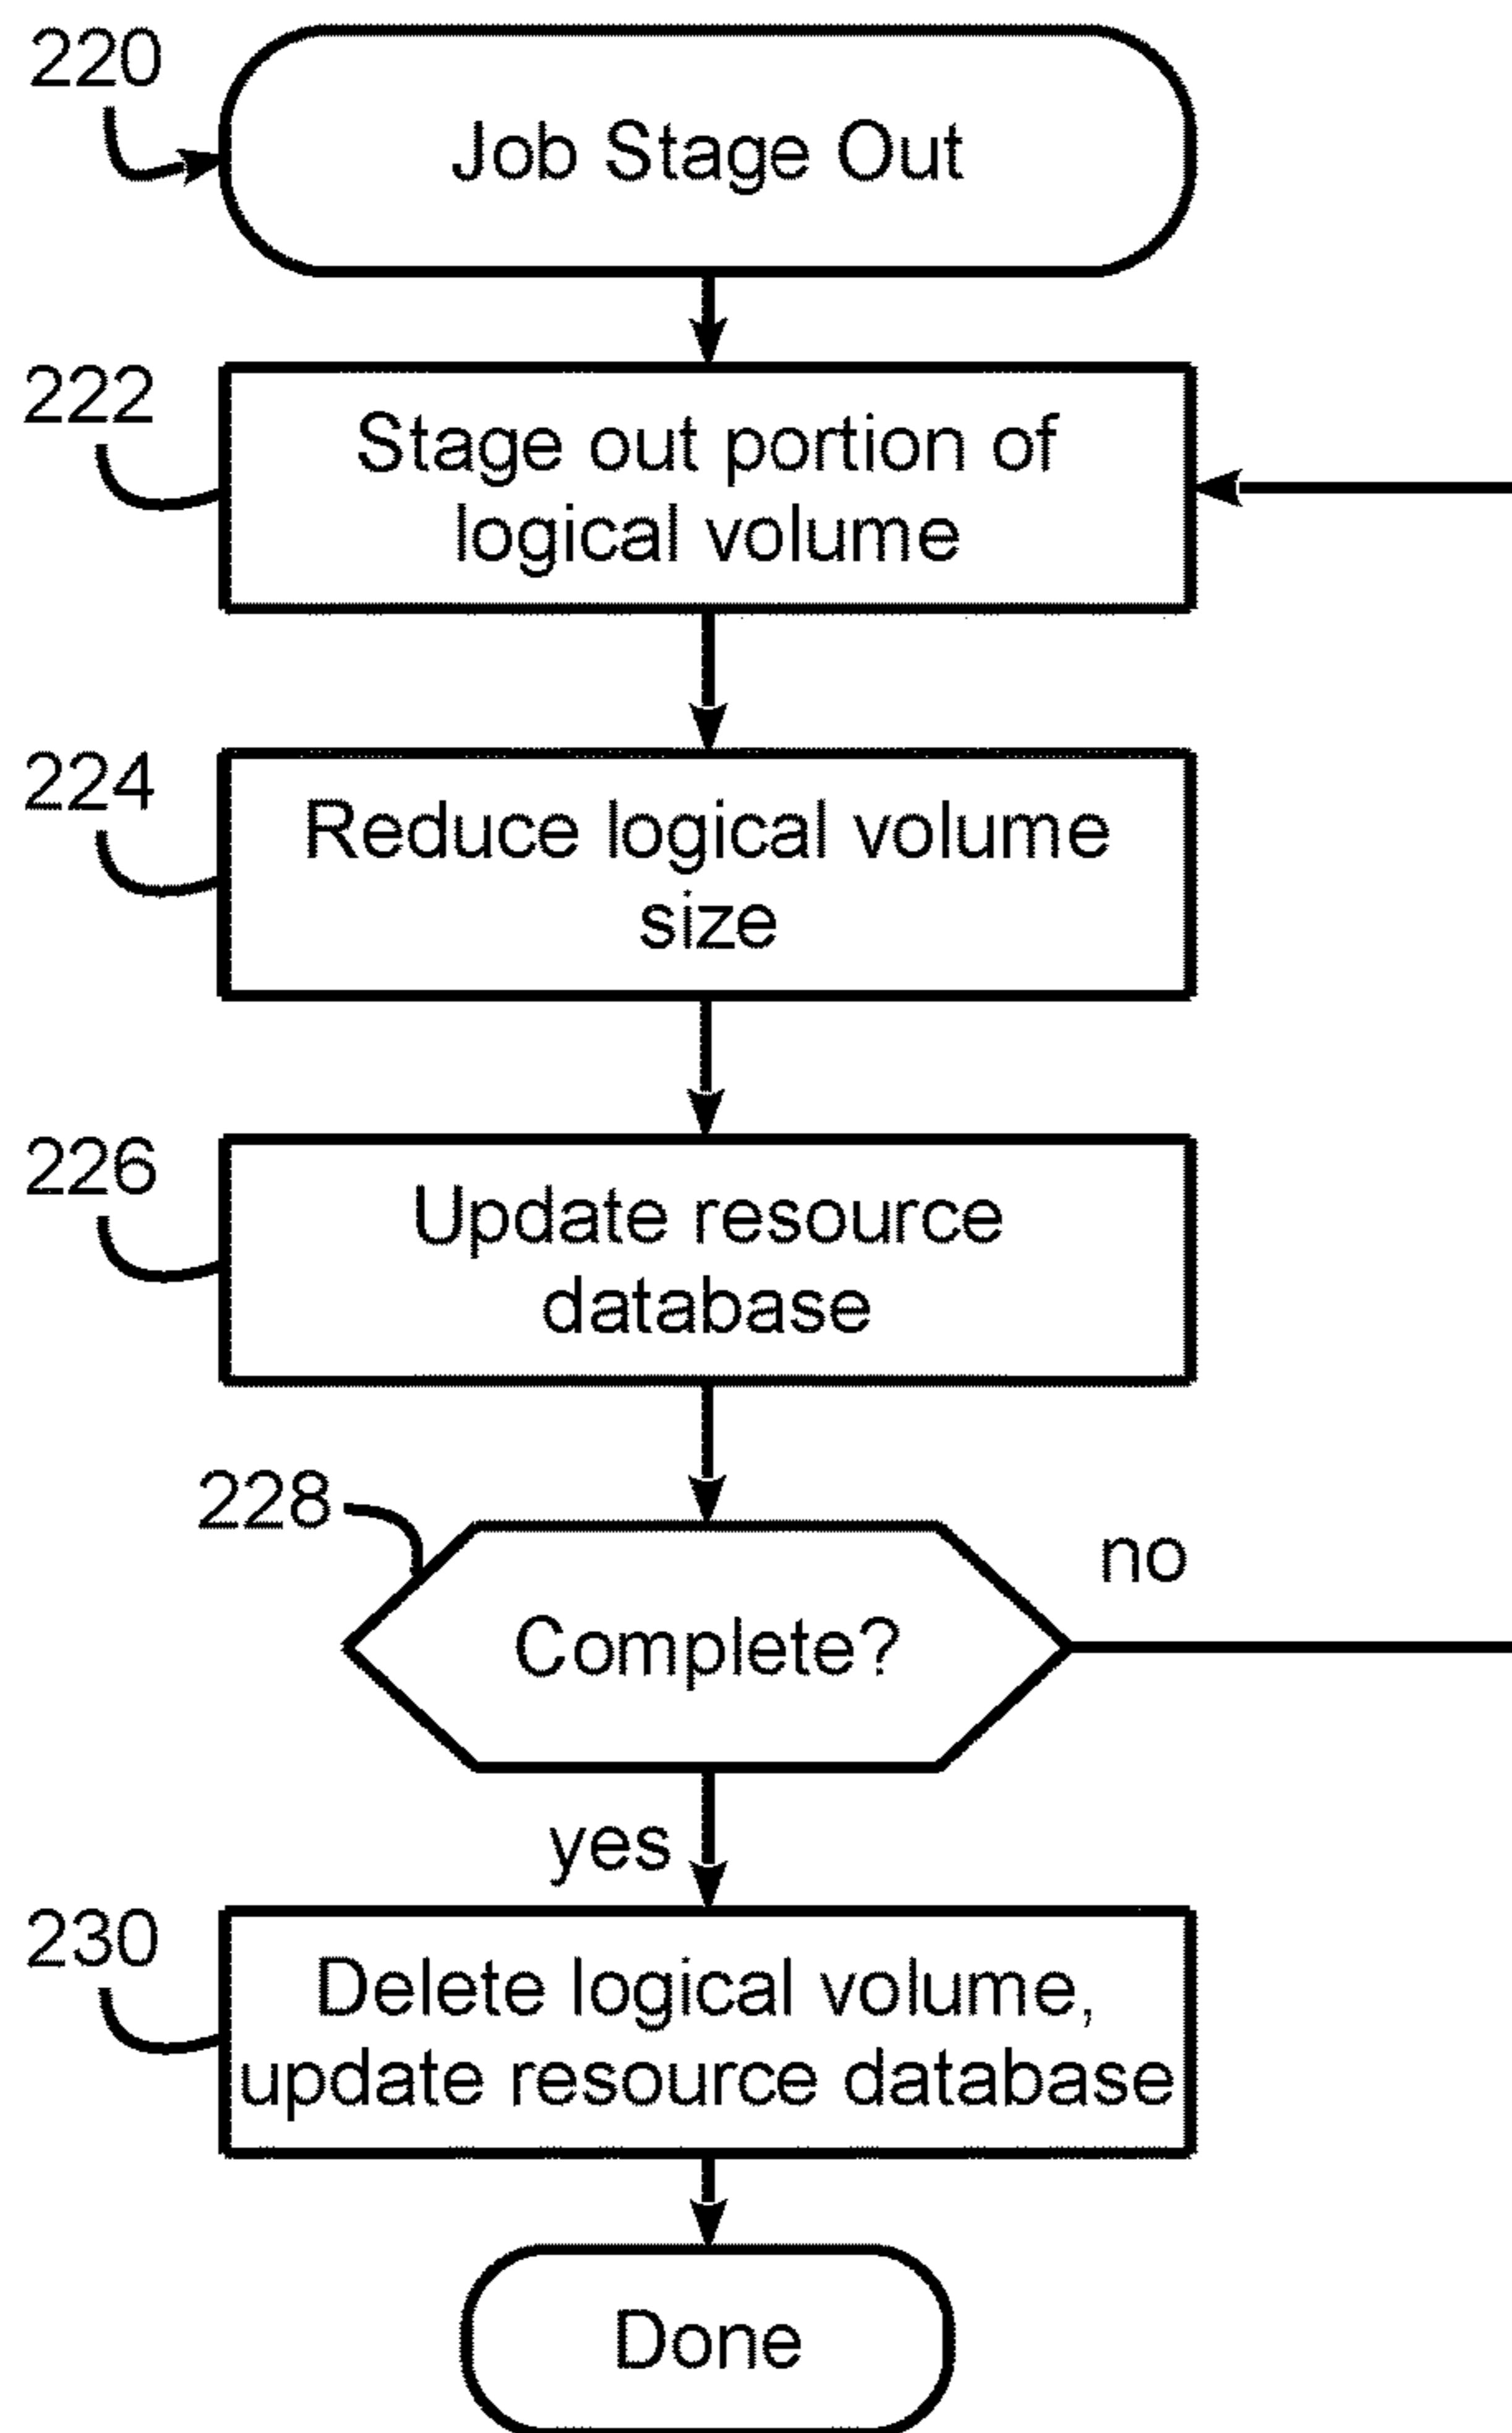 220
Job Stage Out
222
Stage out portion of
logical volume
224
Reduce logical volume
size
226
Update resource
database
228
no
Complete?
yes
230
Delete logical volume,
update resource database
Done